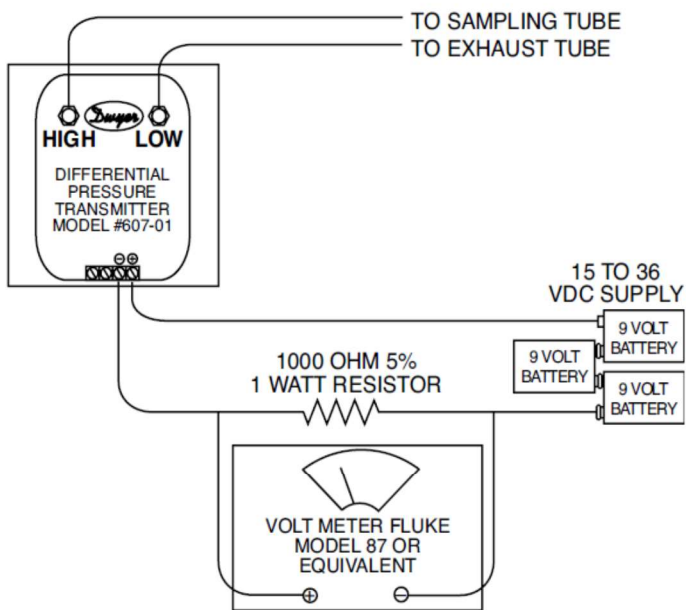 TO SAMPLING TUBE
TO EXHAUST TUBE
Dwyer
HIGH LOW
DIFFERENTIAL
PRESSURE
TRANSMITTER
MODEL #607-01
⊖ ⊕
15 TO 36
VDC SUPPLY
9 VOLT
BATTERY
9 VOLT
BATTERY
9 VOLT
BATTERY
1000 OHM 5%
1 WATT RESISTOR
VOLT METER FLUKE
MODEL 87 OR
EQUIVALENT
⊕ ⊖